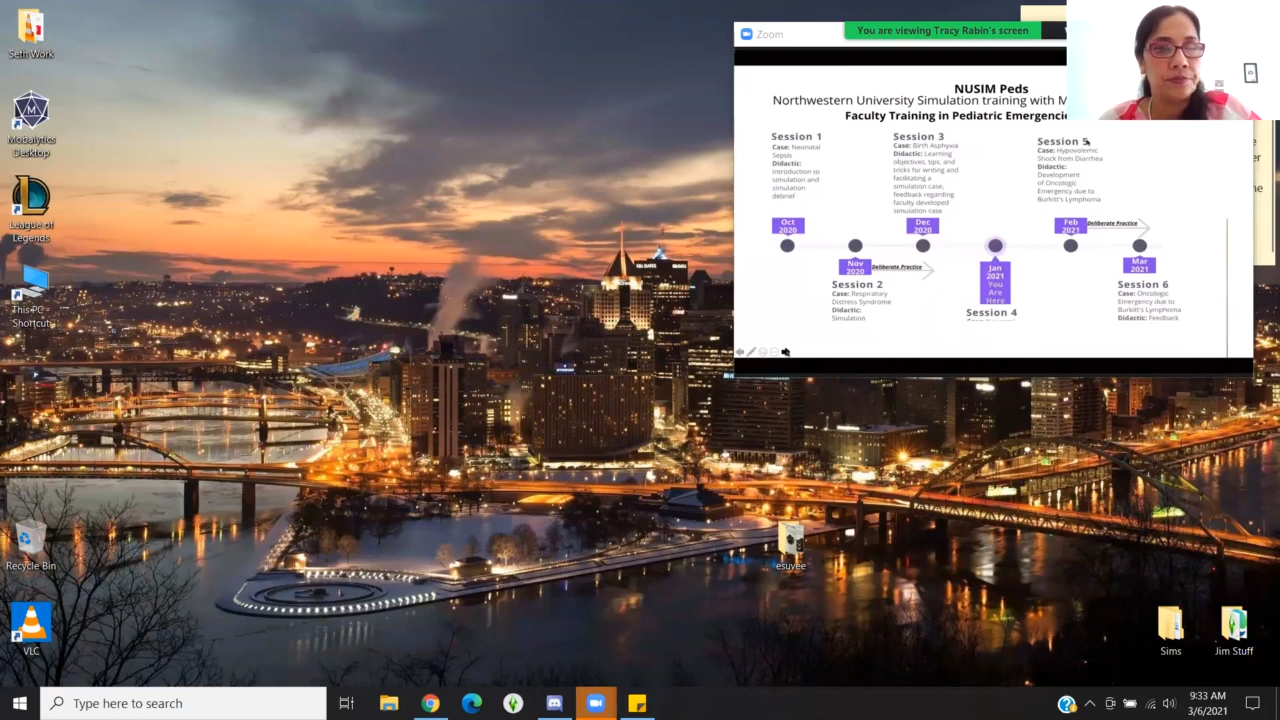 Seth Work
Mobalytics
Desktop
League of
Legends
This PC
Shortcut
Recycle Bin
VLC
Zoom
You are viewing Tracy Rabin's screen
NUSIM Peds
Northwestern University Simulation training with M
Faculty Training in Pediatric Emergencie
Session 1
Case: Neonatal
Sepsis
Didactic:
Introduction to
simulation and
simulation
debrief
Session 3
Case: Birth Asphyxia
Didactic: Learning
objectives, tips, and
tricks for writing and
facilitating a
simulation case,
feedback regarding
faculty developed
simulation case
Session 5
Case: Hypovolemic
Shock from Diarrhea
Didactic:
Development
of Oncologic
Emergency due to
Burkitt's Lymphoma
Oct
2020
Dec
2020
Feb
2021
Deliberate Practice
Nov
2020
Deliberate Practice
Jan
2021
You
Are
Here
Mar
2021
Session 2
Case: Respiratory
Distress Syndrome
Didactic:
Simulation
Session 4
Session 6
Case: Oncologic
Emergency due to
Burkitt's Lymphoma
Didactic: Feedback
esuvee
Sims
Jim Stuff
Type here to search
9:33 AM
3/6/2021